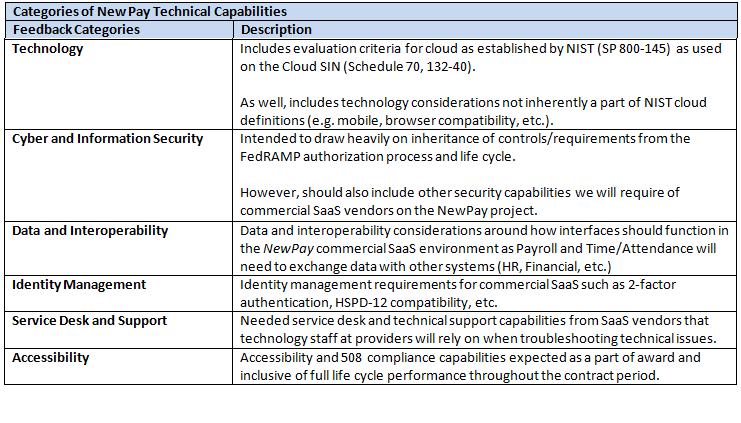 Categories of New Pay Technical Capabilities
Feedback Categories Description
Technology Includes evaluation criteria for cloud as established by NIST (SP 800-145) as used
on the Cloud SIN (Schedule 70, 132-40).
As well, includes technology considerations not inherently a part of NIST cloud
definitions (e.g. mobile, browser compatibility, etc.).
Cyber and Information Security Intended to draw heavily on inheritance of controls/requirements from the
FedRAMP authorization process and life cycle.
However, should also include other security capabilities we will require of
commercial SaaS vendors on the NewPay project.
Data and Interoperability Data and interoperability considerations around how interfaces should function in
the NewPay commercial SaaS environment as Payroll and Time/Attendance will
need to exchange data with other systems (HR, Financial, etc.)
Identity Management Identity management requirements for commercial SaaS such as 2-factor
authentication, HSPD-12 compatibility, etc.
Service Desk and Support Needed service desk and technical support capabilities from SaaS vendors that
technology staff at providers will rely on when troubleshooting technical issues.
Accessibility Accessibility and 508 compliance capabilities expected as a part of award and
inclusive of full life cycle performance throughout the contract period.